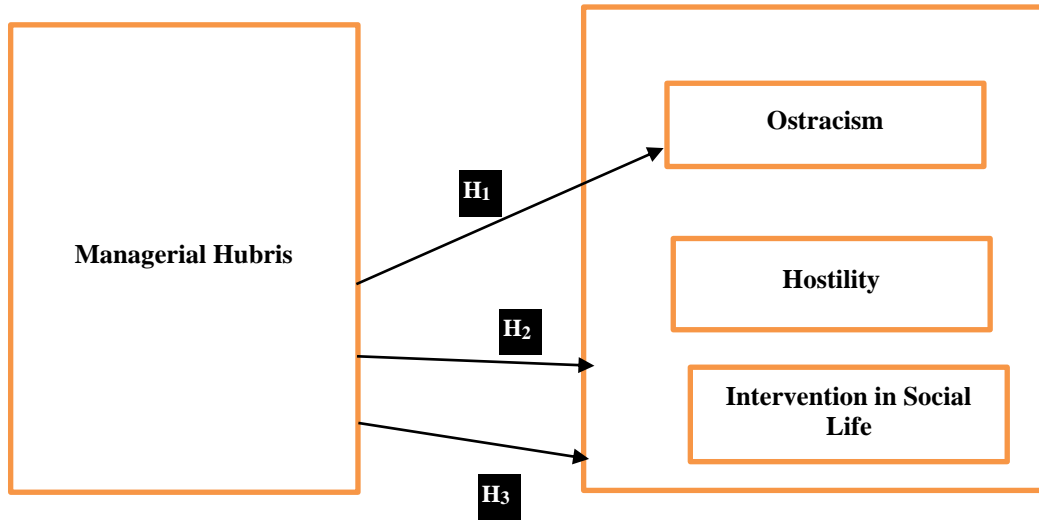 Ostracism
H1
Managerial Hubris
Hostility
H2
Intervention in Social
Life
H3